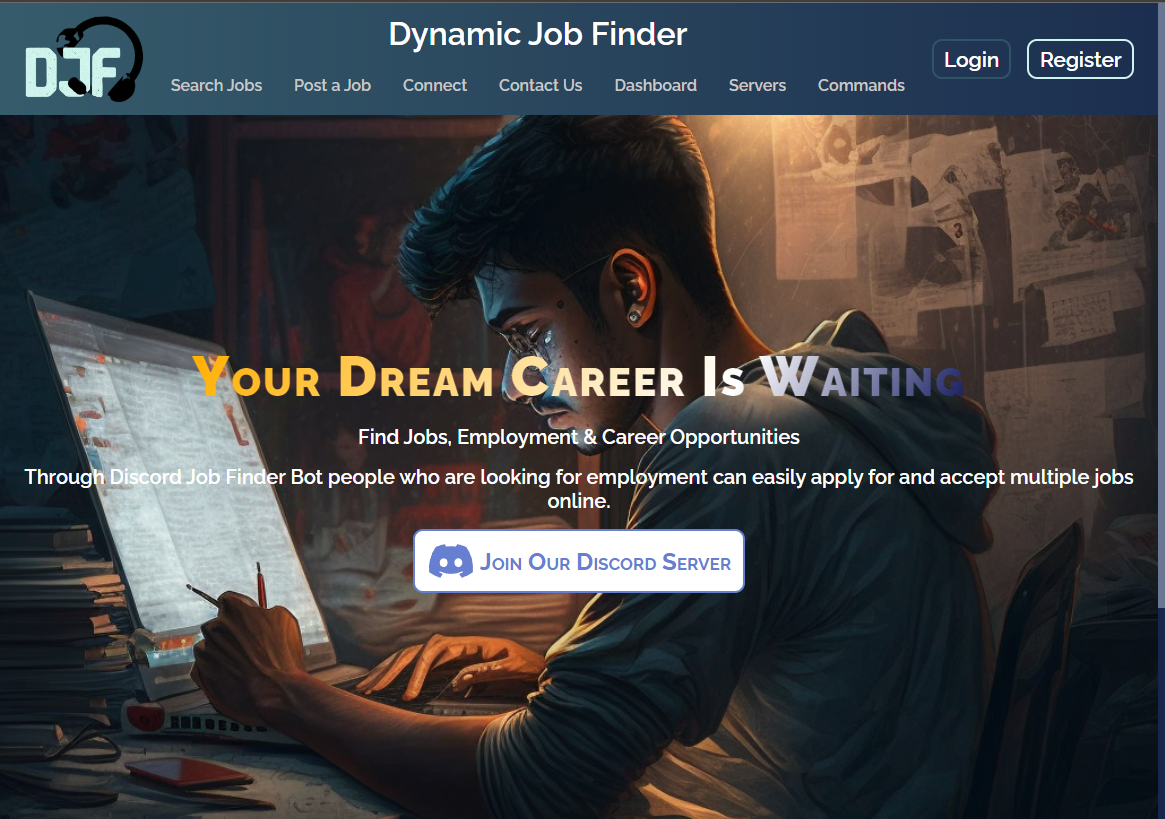 DJF
Dynamic Job Finder
Login
Register
Search Jobs
Post a Job
Connect
Contact Us
Dashboard
Servers
Commands
Your Dream Career Is Waiting
Find Jobs, Employment & Career Opportunities
Through Discord Job Finder Bot people who are looking for employment can easily apply for and accept multiple jobs
online.
Join Our Discord Server